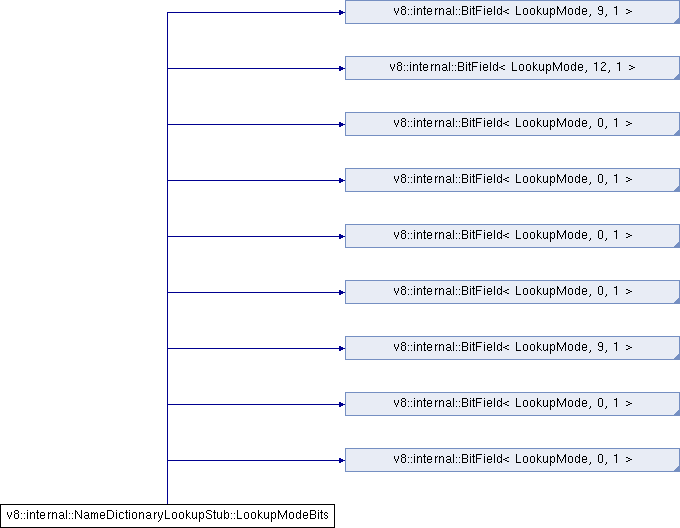 v8::internal::BitField< LookupMode, 9, 1 >
v8::internal::BitField< LookupMode, 12, 1 >
v8::internal::BitField< LookupMode, 0, 1 >
v8::internal::BitField< LookupMode, 0, 1 >
v8::internal::BitField< LookupMode, 0, 1 >
v8::internal::BitField< LookupMode, 0, 1 >
v8::internal::BitField< LookupMode, 9, 1 >
v8::internal::BitField< LookupMode, 0, 1 >
v8::internal::BitField< LookupMode, 0, 1 >
v8::internal::NameDictionaryLookupStub::LookupModeBits